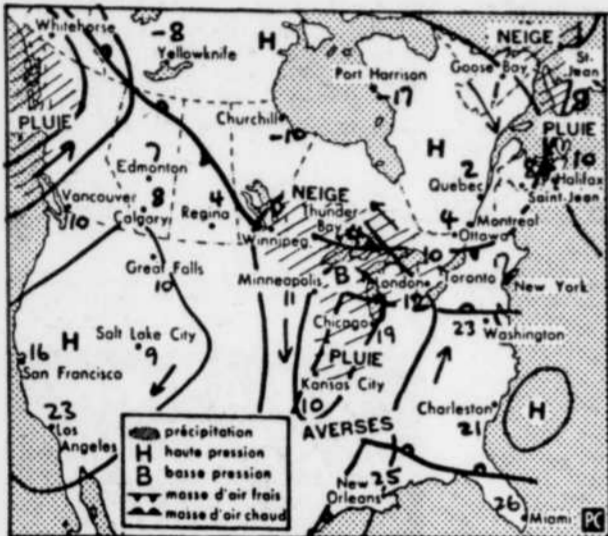 Whitehorse
-8
Yellowknife
H
NEIGE
Goose Bay
St-Jean
8
Port Harrison
-17
PLUIE
Churchill
-10
H
PLUIE
10
7
Edmonton
2
Quebec
8
Halifax
Saint-Jean
Vancouver
10
8
Calgary
4
Regina
NEIGE
Winnipeg
Thunder Bay
4
Montreal
Ottawa
Great Falls
10
Minneapolis
11
B
10
London
12
Toronto
New York
H
Salt Lake City
9
Chicago
19
23
Washington
16
San Francisco
PLUIE
Kansas City
10
23
Los Angeles
AVERSES
Charleston
21
H
précipitation
H haute pression
B basse pression
masse d'air frais
masse d'air chaud
New Orleans
25
26
Miami
PC